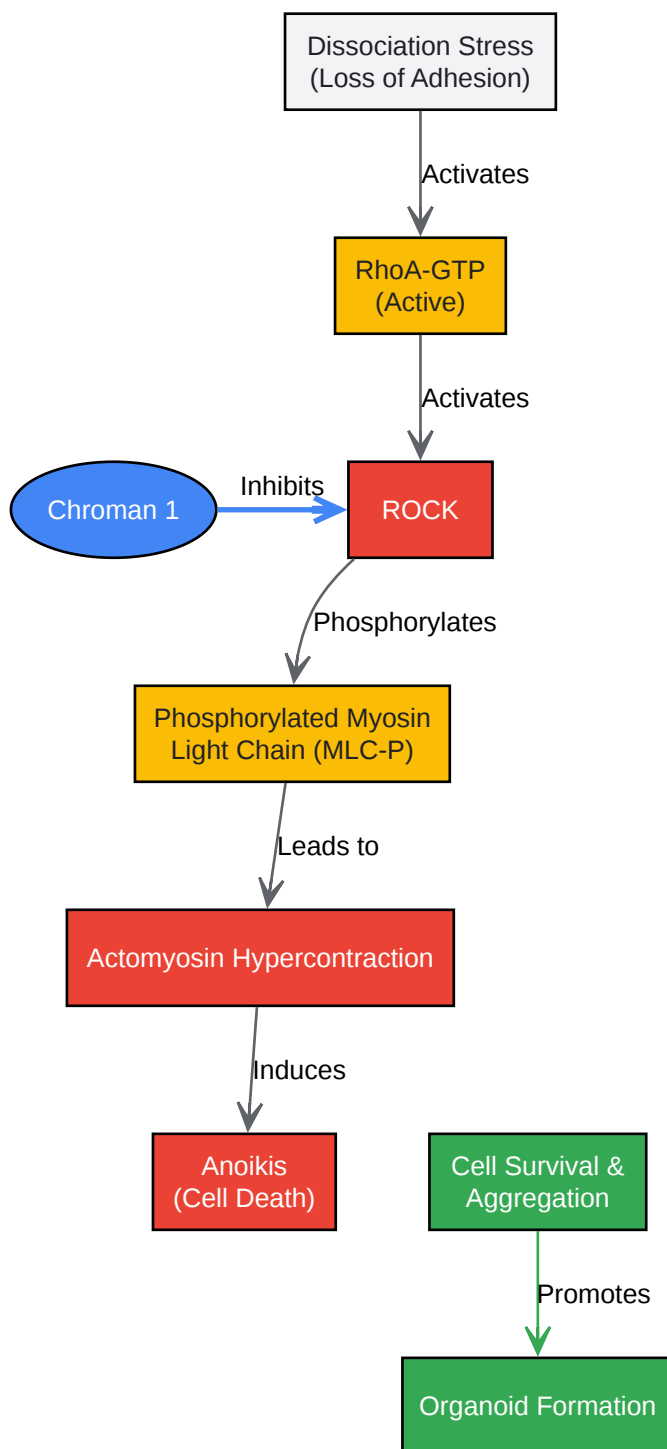 Dissociation Stress
(Loss of Adhesion)
Activates
RhoA-GTP
(Active)
Activates
Inhibits
Chroman 1
ROCK
Phosphorylates
Phosphorylated Myosin
Light Chain (MLC-P)
Leads to
Actomyosin Hypercontraction
Induces
Anoikis
(Cell Death)
Cell Survival &
Aggregation
Promotes
Organoid Formation